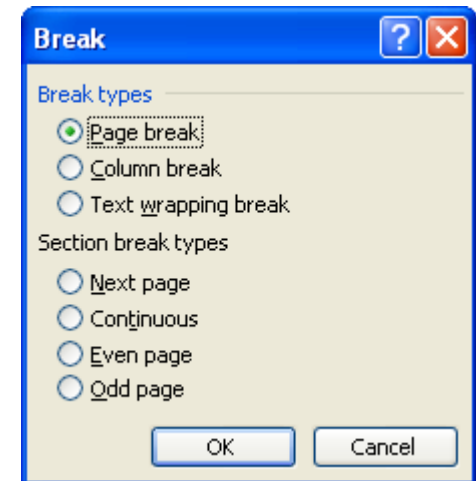 Break
Break types
Page break
Column break
Text wrapping break
Section break types
Next page
Continuous
Even page
Odd page
OK Cancel